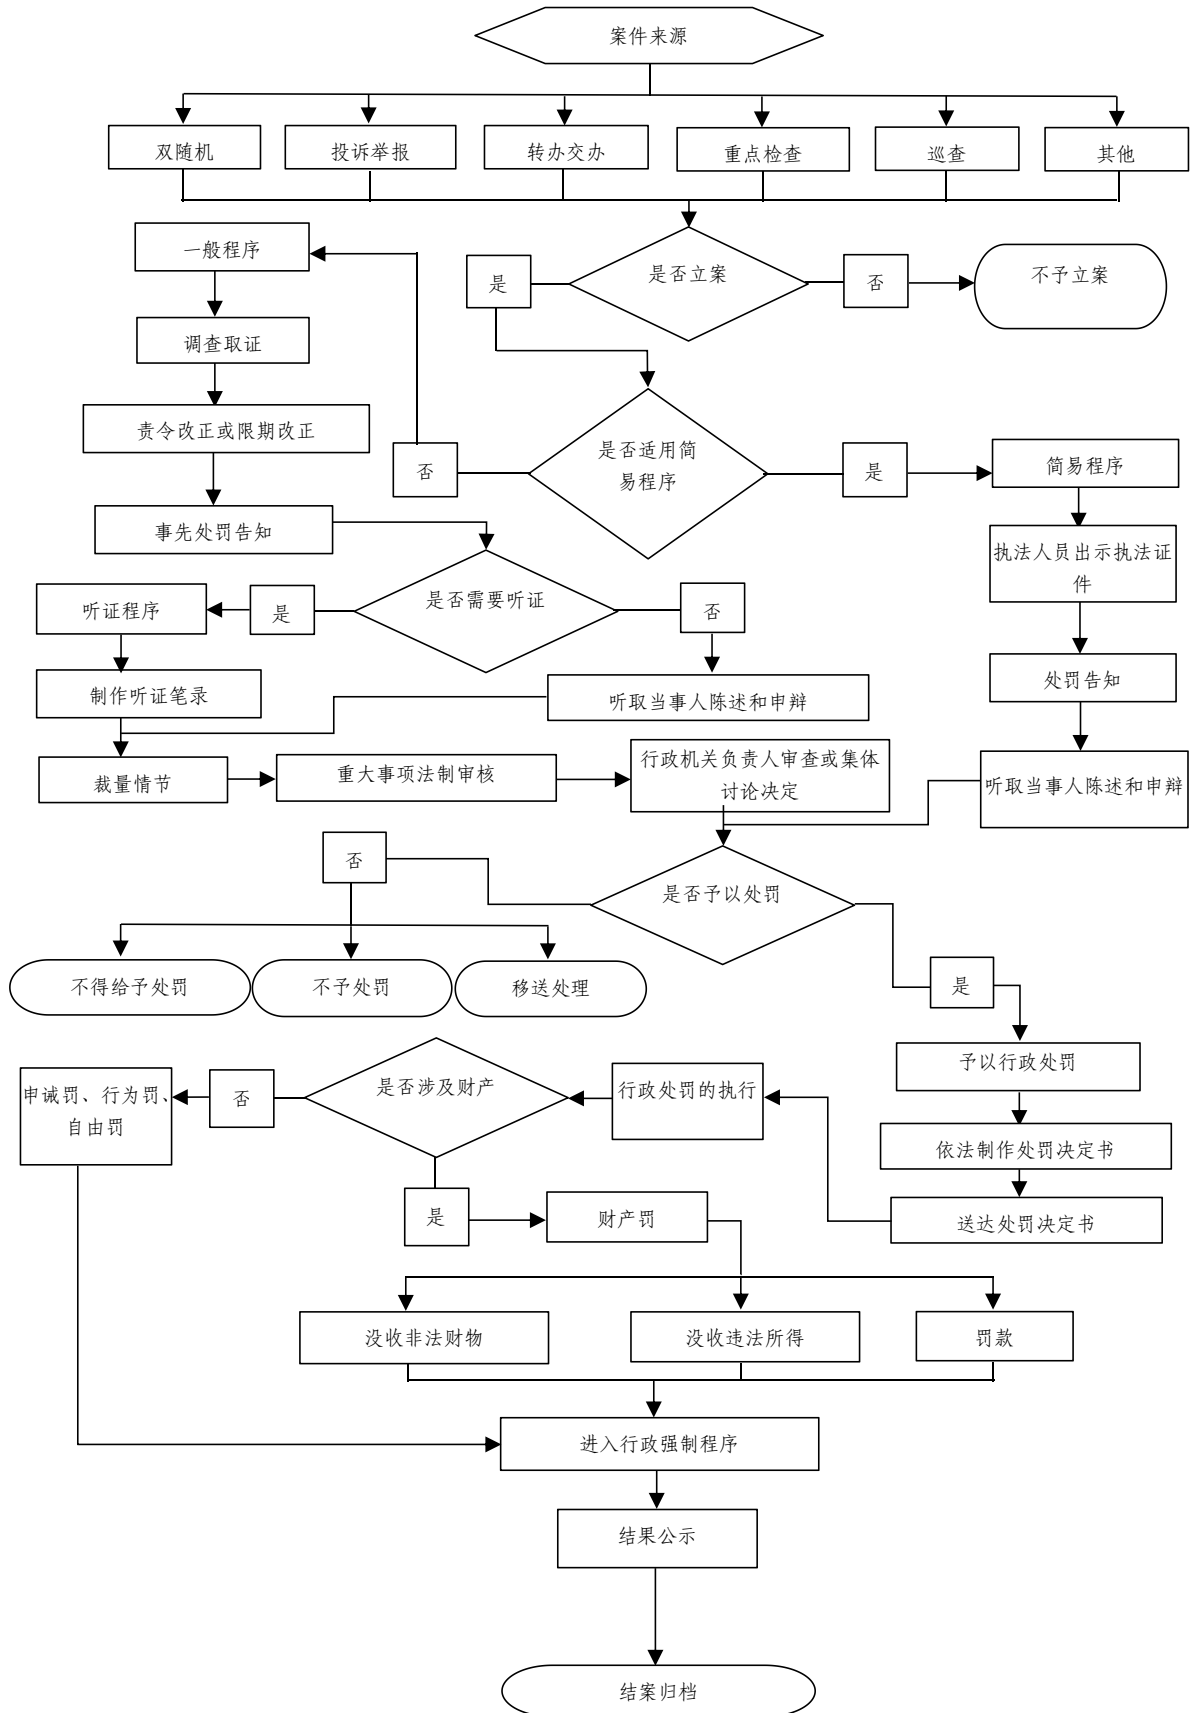 案件来源
双随机
投诉举报
转办交办
重点检查
巡查
其他
一般程序
是
是否立案
否
不予立案
调查取证
责令改正或限期改正
否
是否适用简
易程序
是
简易程序
事先处罚告知
执法人员出示执法证
件
听证程序
是
是否需要听证
否
制作听证笔录
听取当事人陈述和申辩
处罚告知
裁量情节
重大事项法制审核
行政机关负责人审查或集体
讨论决定
听取当事人陈述和申辩
否
是否予以处罚
不得给予处罚
不予处罚
移送处理
是
予以行政处罚
申诫罚、行为罚、
自由罚
否
是否涉及财产
行政处罚的执行
依法制作处罚决定书
是
财产罚
送达处罚决定书
没收非法财物
没收违法所得
罚款
进入行政强制程序
结果公示
结案归档